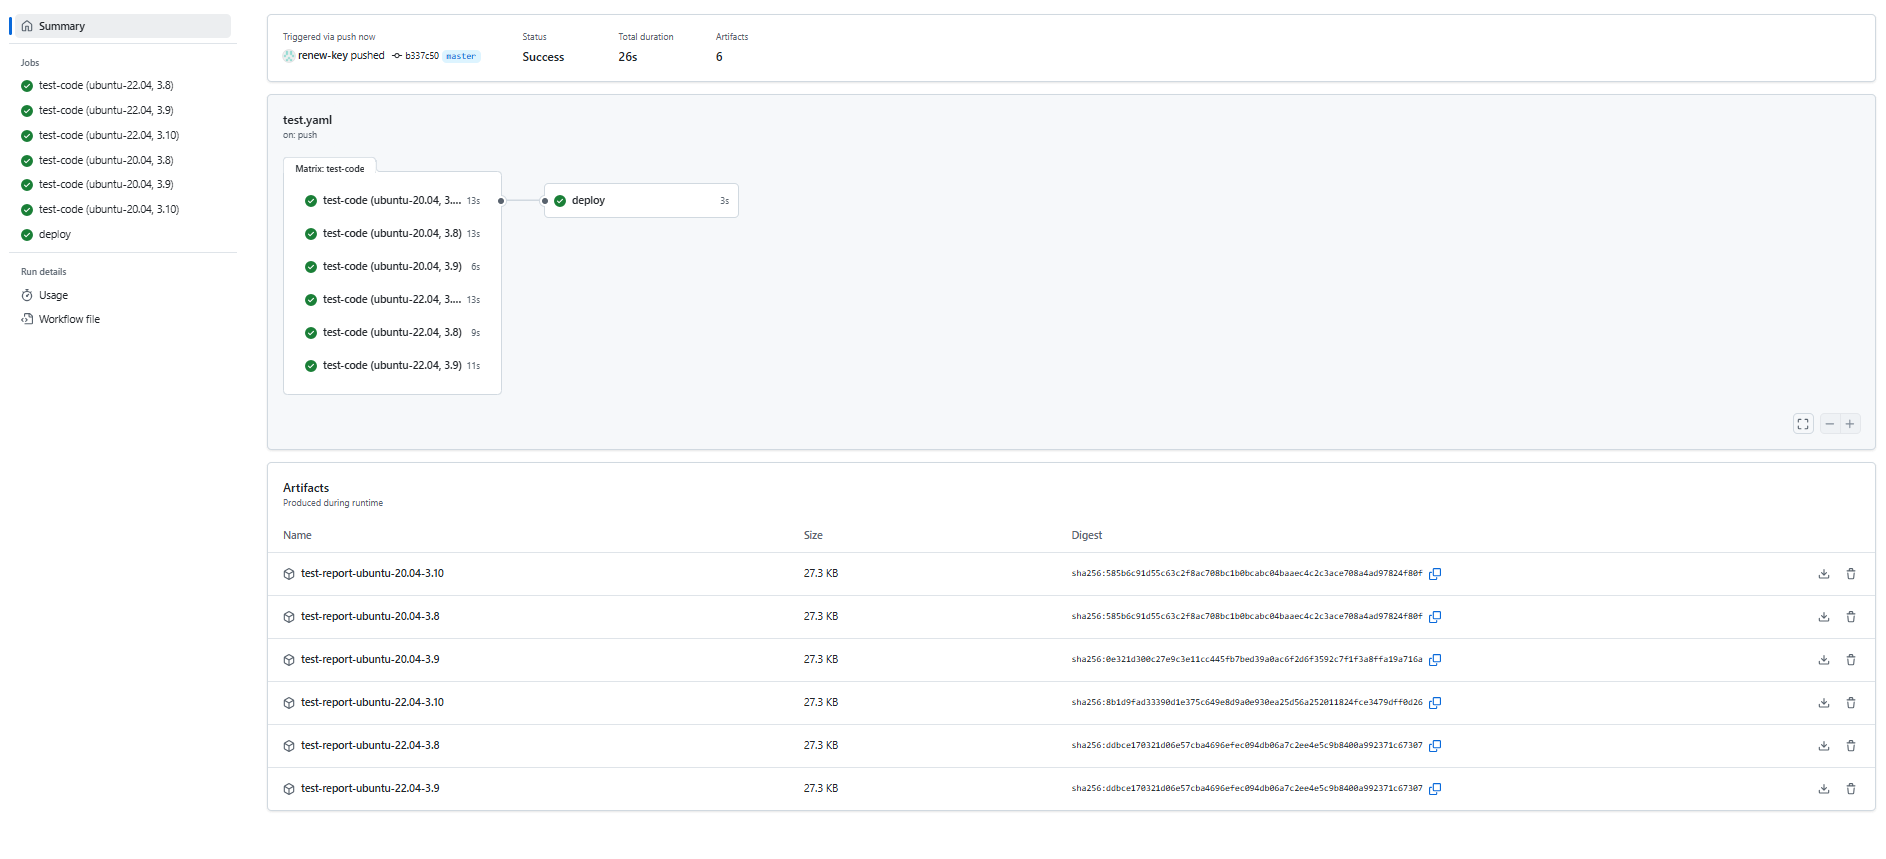 Summary
Jobs
test-code (ubuntu-22.04, 3.8)
test-code (ubuntu-22.04, 3.9)
test-code (ubuntu-22.04, 3.10)
test-code (ubuntu-20.04, 3.8)
test-code (ubuntu-20.04, 3.9)
test-code (ubuntu-20.04, 3.10)
deploy
Run details
Usage
Workflow file
Triggered via push now
renew-key pushed b337c50 master
Status
Success
Total duration
26s
Artifacts
6
test.yaml
on: push
Matrix: test-code
test-code (ubuntu-20.04, 3.... 13s
test-code (ubuntu-20.04, 3.8) 13s
test-code (ubuntu-20.04, 3.9) 6s
test-code (ubuntu-22.04, 3.... 13s
test-code (ubuntu-22.04, 3.8) 9s
test-code (ubuntu-22.04, 3.9) 11s
deploy 3s
Artifacts
Produced during runtime
Name Size Digest
test-report-ubuntu-20.04-3.10 27.3 KB sha256:585b6c91d55c63c2f8ac708bc1b0bcabc04baaec4c2c3ace708a4ad97824f80f
test-report-ubuntu-20.04-3.8 27.3 KB sha256:585b6c91d55c63c2f8ac708bc1b0bcabc04baaec4c2c3ace708a4ad97824f80f
test-report-ubuntu-20.04-3.9 27.3 KB sha256:0e321d300c27e9c3e11cc445fb7bed39a0ac6f2d6f3592c7f1f3a8ffa19a716a
test-report-ubuntu-22.04-3.10 27.3 KB sha256:8b1d9fad33390d1e375c649e8d9a0e930ea25d56a252011824fce3479dff0d26
test-report-ubuntu-22.04-3.8 27.3 KB sha256:ddbce170321d06e57cba4696efec094db06a7c2ee4e5c9b8400a992371c67307
test-report-ubuntu-22.04-3.9 27.3 KB sha256:ddbce170321d06e57cba4696efec094db06a7c2ee4e5c9b8400a992371c67307